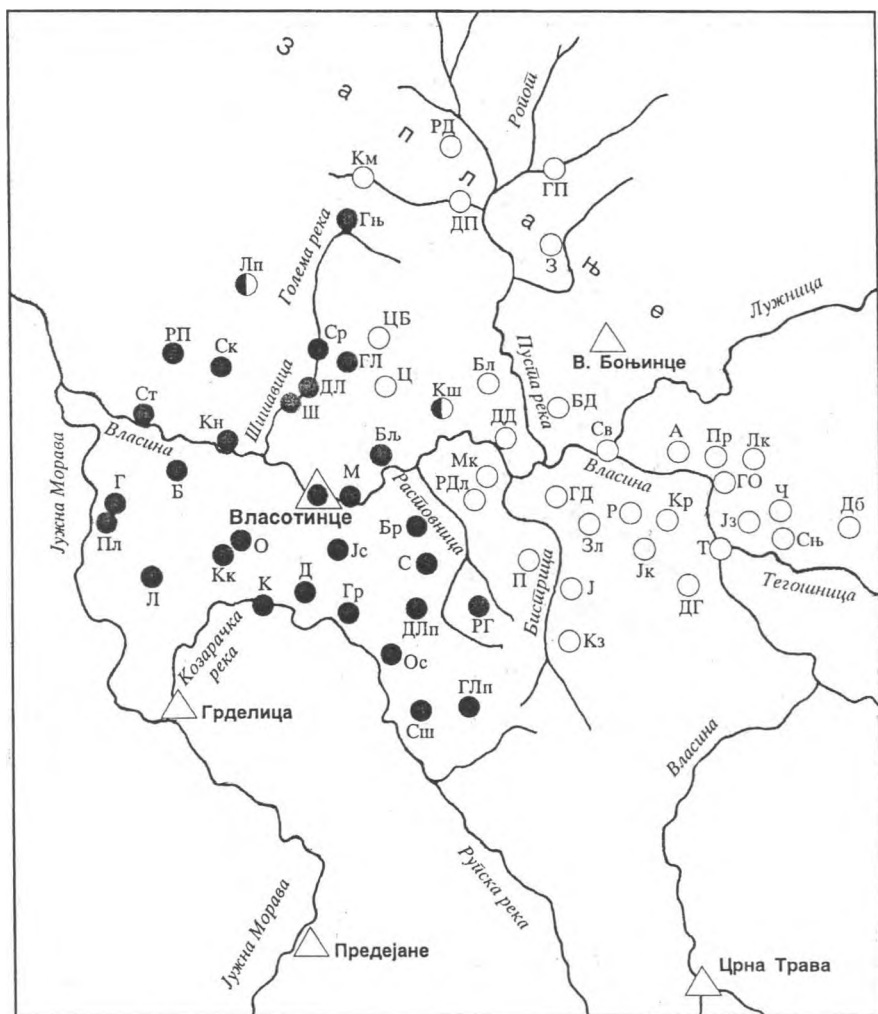 З а п л а њ е
Ропот
РД
Км
ГП
ДП
Гњ
З
Голема река
Лп
Лужница
РП
Ск
Ср
ЦБ
ГЛ
Пуста река
В. Боњинце
ДЛ
Ц
Бл
Кш
БД
Ш
Шишавица
Ст
Власина
Кн
ДД
Св
А
Пр
Лк
Јужна Морава
Б
Бљ
Мк
Власина
ГО
М
Власотинце
РДл
ГД
Г
Растовница
Р
Кр
Ч
Дб
Пл
Бр
Зл
Јз
Сњ
О
Јс
Кк
С
П
Бистрица
Јк
Т
Тегошница
Л
К
Д
Гр
ДЛп
РГ
Ј
ДГ
Козарачка
река
Ос
Кз
Грделица
ГЛп
Сш
Власина
Рупска река
Јужна Морава
Предејане
Црна Трава